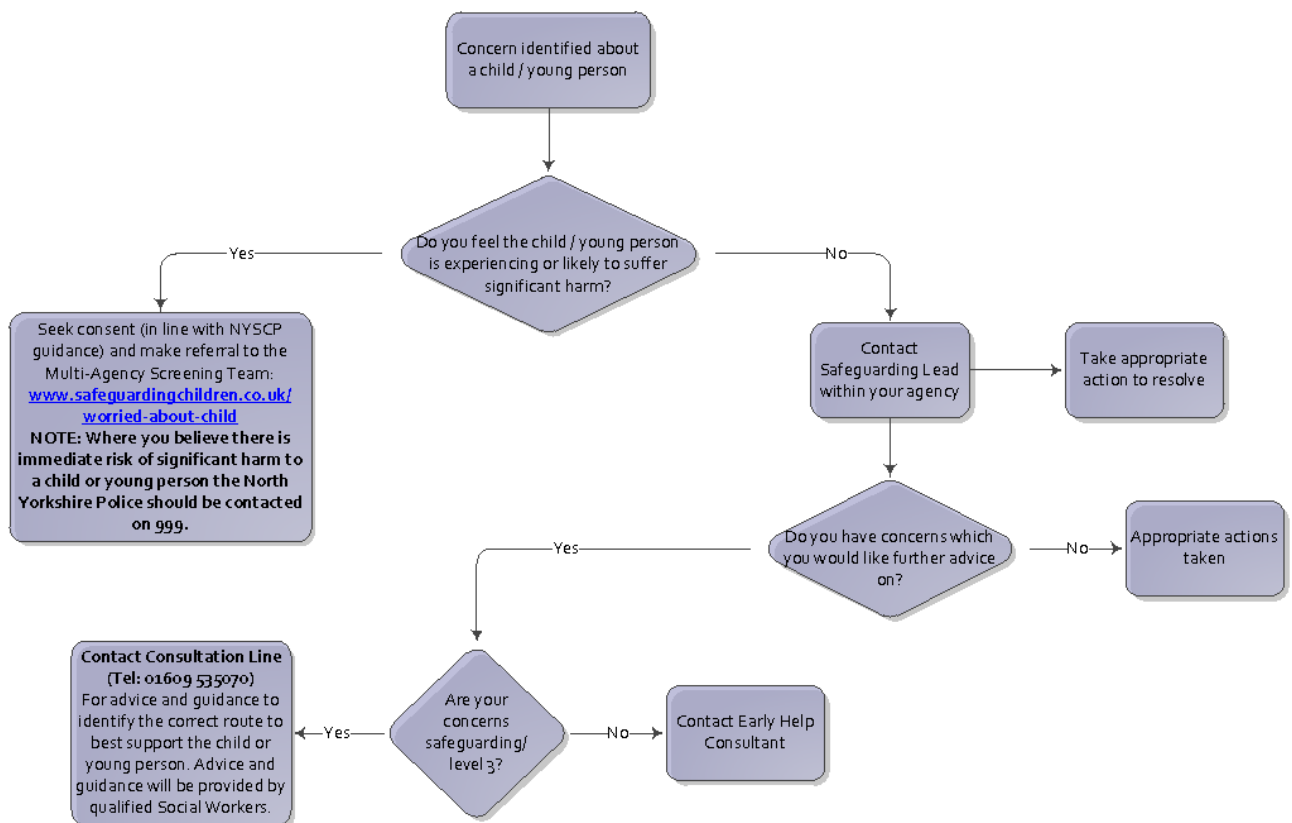 Concern identified about
a child / young person
Do you feel the child / young person
is experiencing or likely to suffer
significant harm?
Yes
No
Seek consent (in line with NYSCP
guidance) and make referral to the
Multi-Agency Screening Team:
www.safeguardingchildren.co.uk/
worried-about-child
NOTE: Where you believe there is
immediate risk of significant harm to
a child or young person the North
Yorkshire Police should be contacted
on 999.
Contact
Safeguarding Lead
within your agency
Take appropriate
action to resolve
Do you have concerns which
you would like further advice
on?
Yes
No
Appropriate actions
taken
Contact Consultation Line
(Tel: 01609 535070)
For advice and guidance to
identify the correct route to
best support the child or
young person. Advice and
guidance will be provided by
qualified Social Workers.
Yes
Are your
concerns
safeguarding/
level 3?
No
Contact Early Help
Consultant